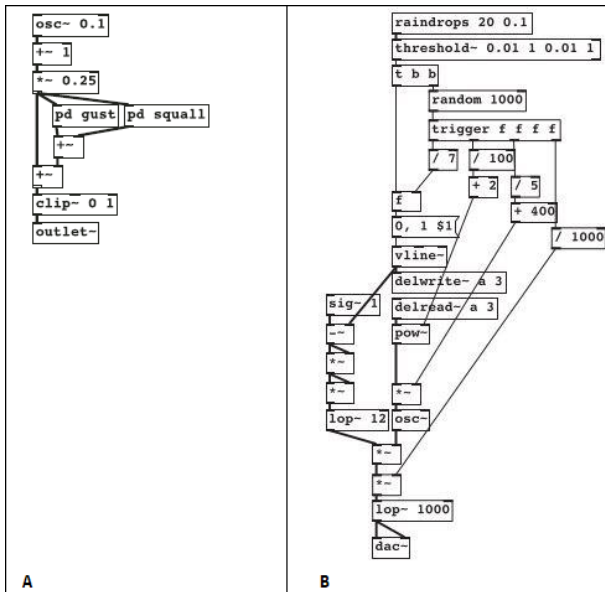 osc~ 0.1
+~ 1
*~ 0.25
pd gust
pd squall
+~
+~
clip~ 0 1
outlet~
A
raindrops 20 0.1
threshold~ 0.01 1 0.01 1
t b b
random 1000
trigger f f f f
/ 7
/ 100
+ 2
/ 5
f
+ 400
0, 1 $1
/ 1000
vline~
delwrite~ a 3
sig~ 1
delread~ a 3
-~
pow~
*~
*~
*~
lop~ 12
osc~
*~
*~
lop~ 1000
dac~
B